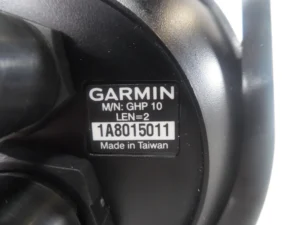 GARMIN
M/N: GHP 10
LEN=2
1A8015011
Made in Taiwan